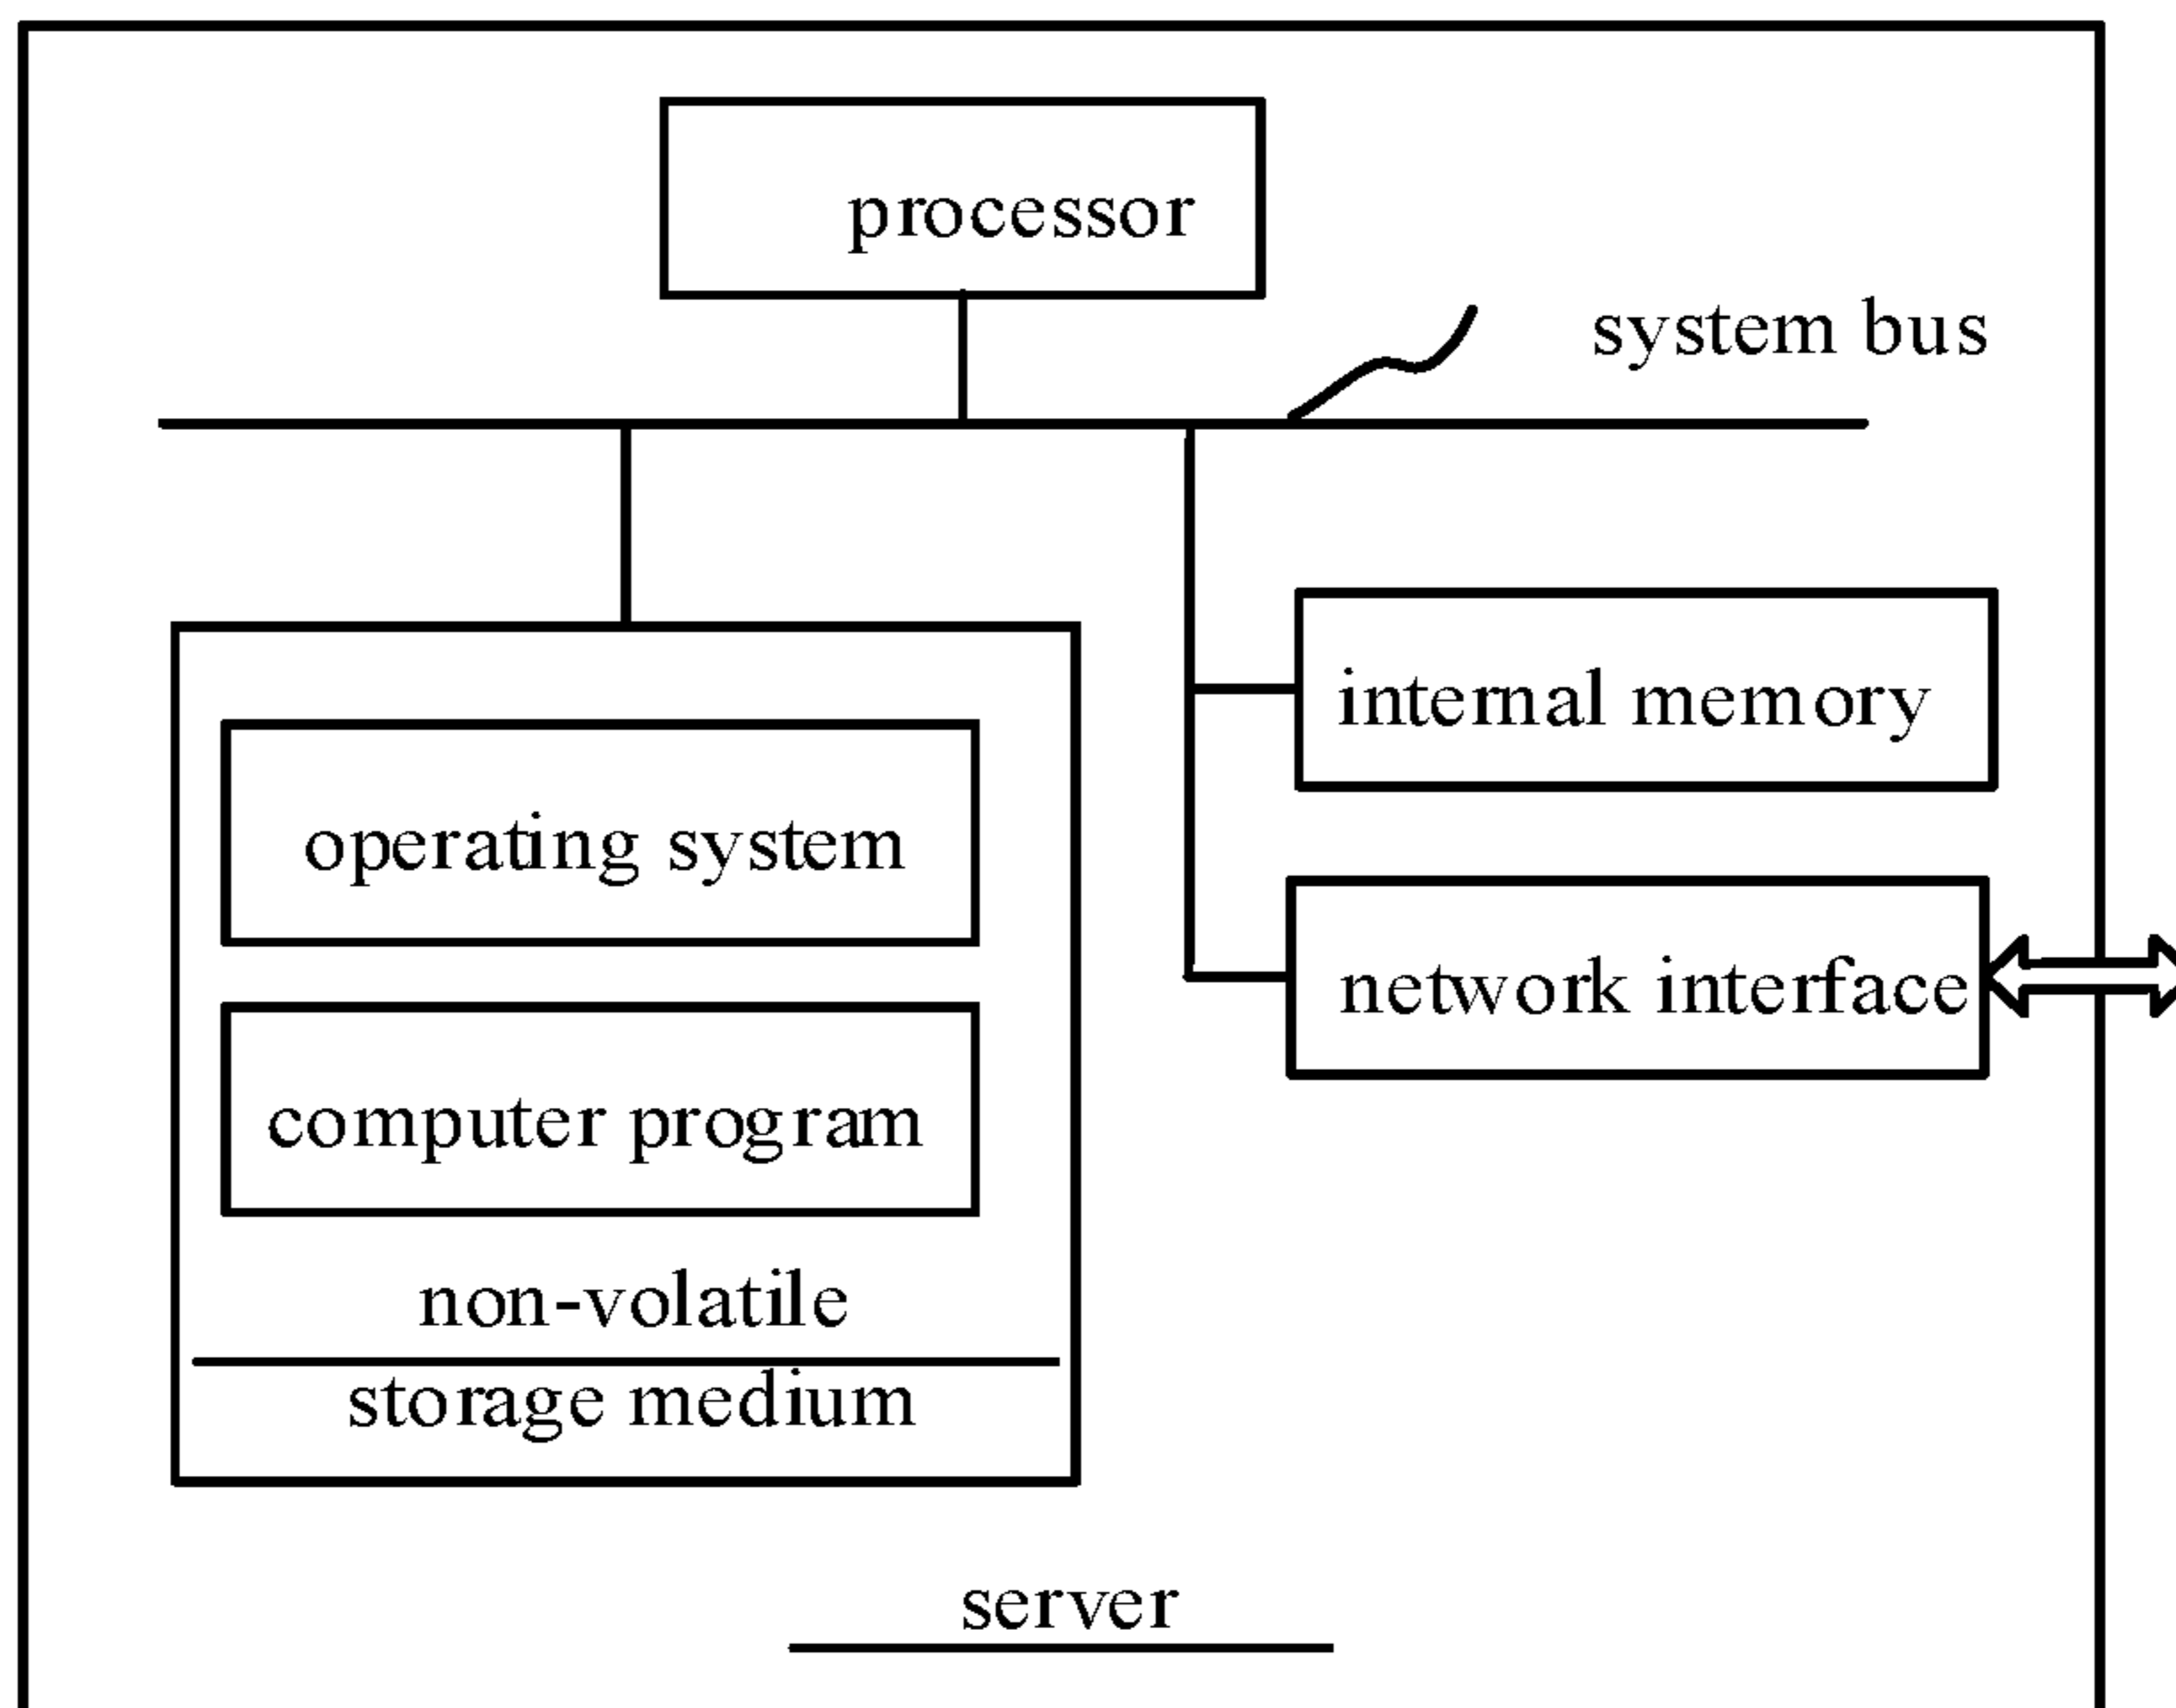 processor
system bus
internal memory
operating system
network interface
computer program
non-volatile
storage medium
server